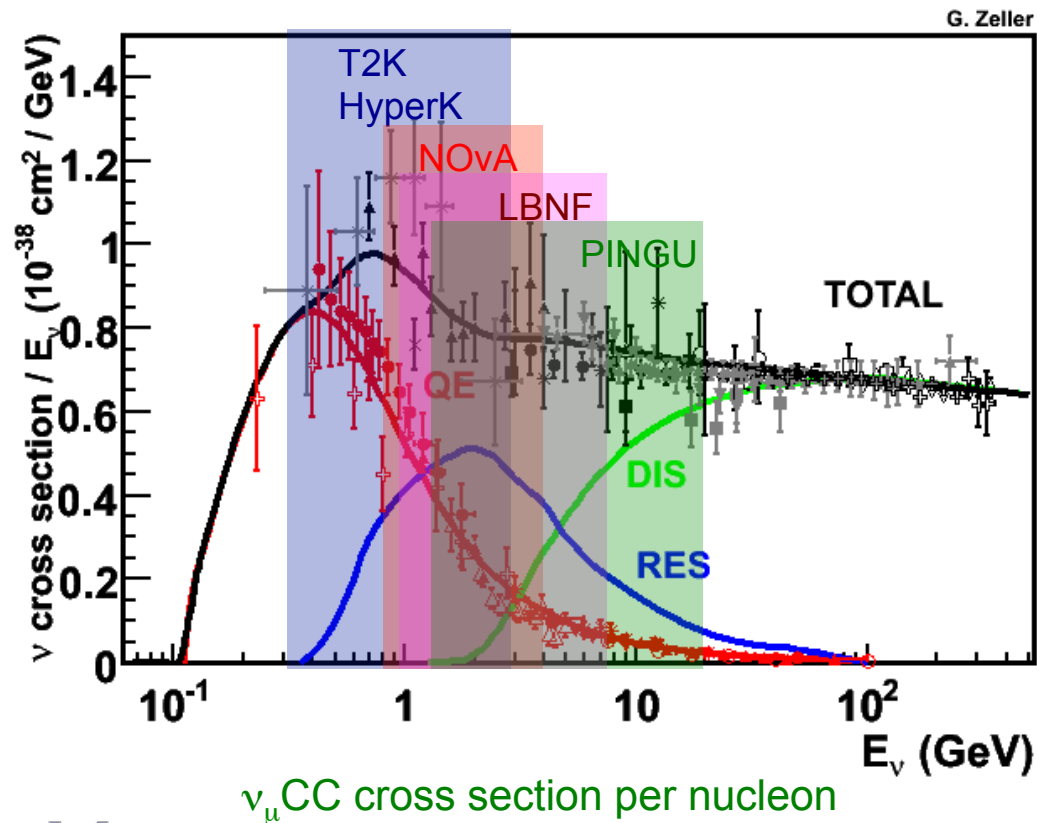 G. Zeller
ν cross section / Eν (10⁻³⁸ cm² / GeV)
1.4
1.2
1
0.8
0.6
0.4
0.2
0
T2K
HyperK
NOvA
LBNF
PINGU
TOTAL
QE
DIS
RES
10⁻¹
1
10
10²
Eν (GeV)
νμCC cross section per nucleon